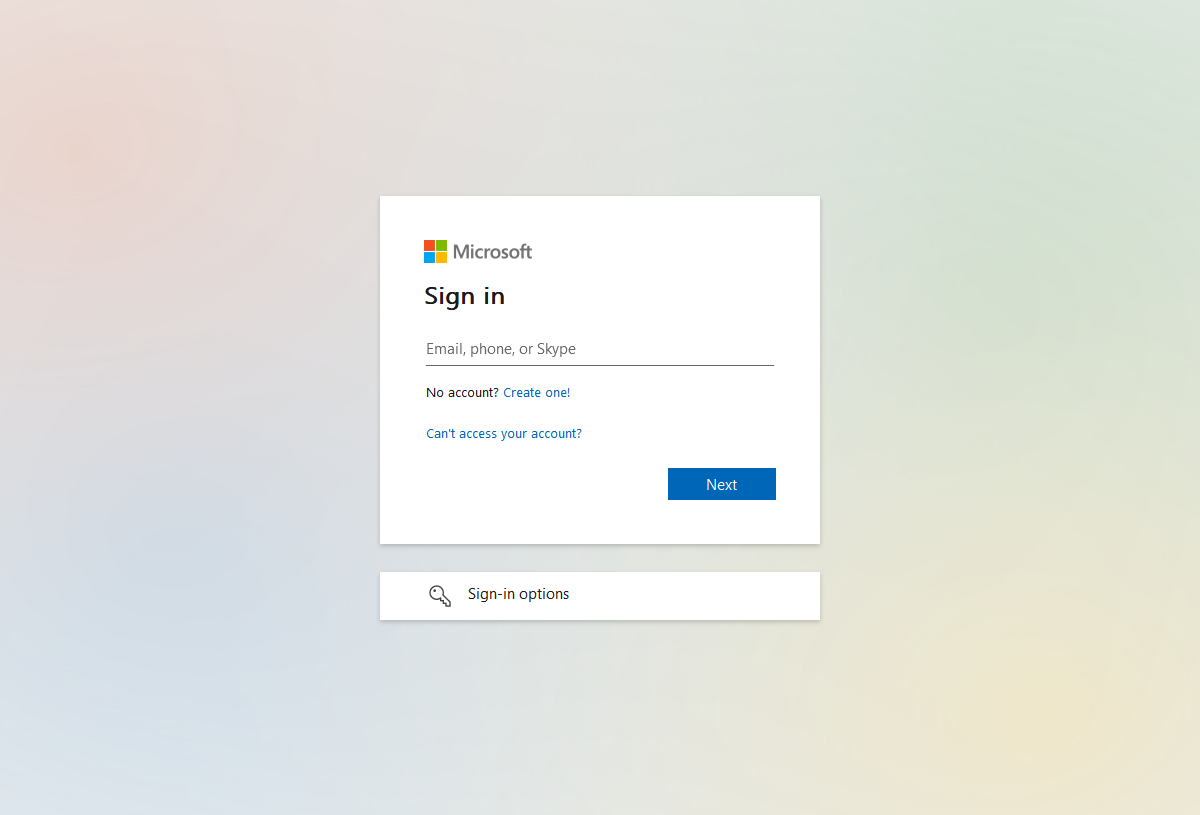 Microsoft
Sign in
Email, phone, or Skype
No account? Create one!
Can't access your account?
Next
Sign-in options